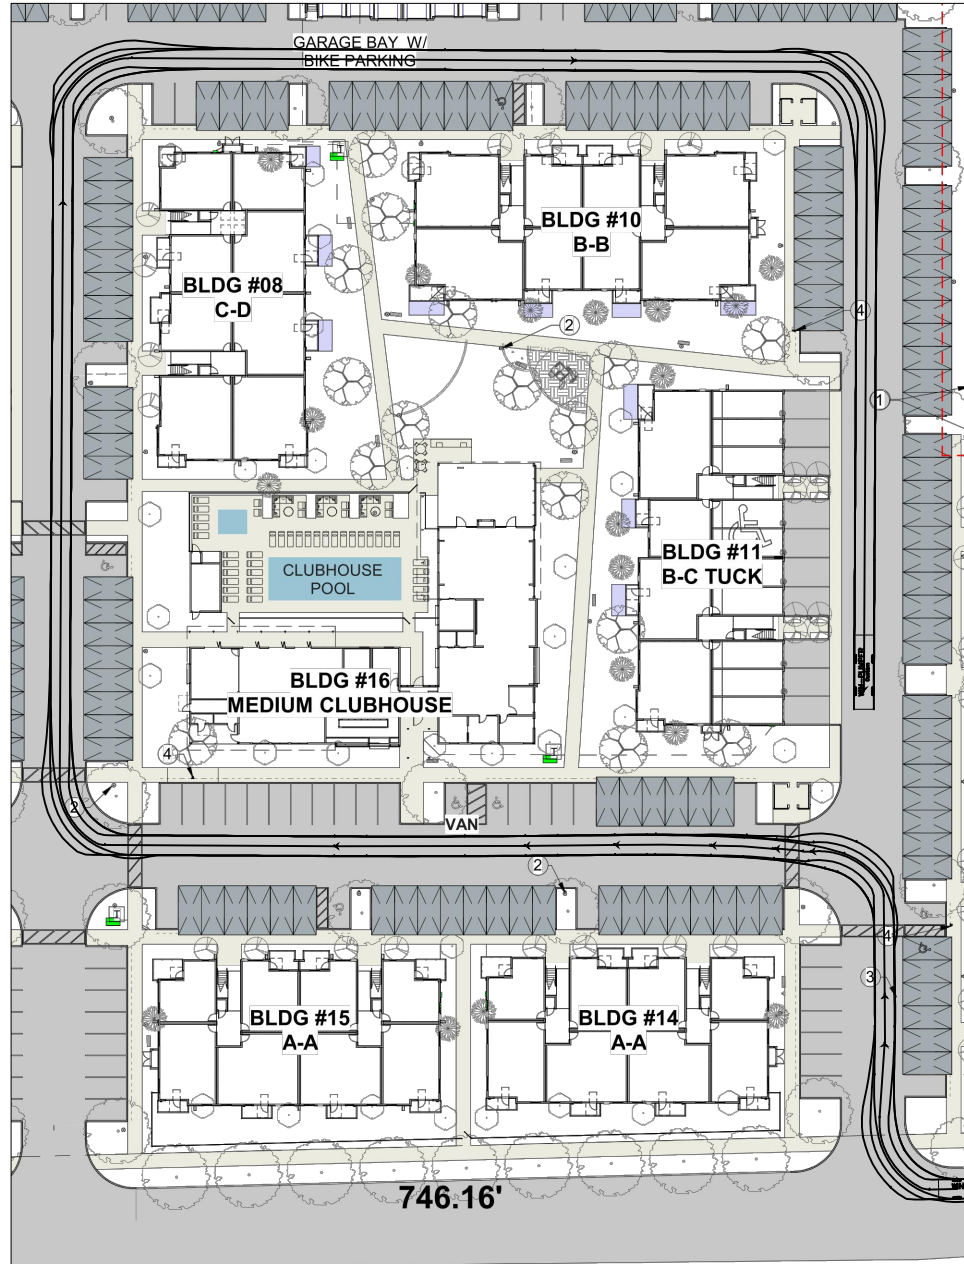 GARAGE BAY W/
BIKE PARKING
BLDG #10
B-B
BLDG #08
C-D
2
4
1
BLDG #11
B-C TUCK
CLUBHOUSE
POOL
BLDG #16
MEDIUM CLUBHOUSE
4
2
VAN
2
T
4
3
BLDG #15
A-A
BLDG #14
A-A
746.16'